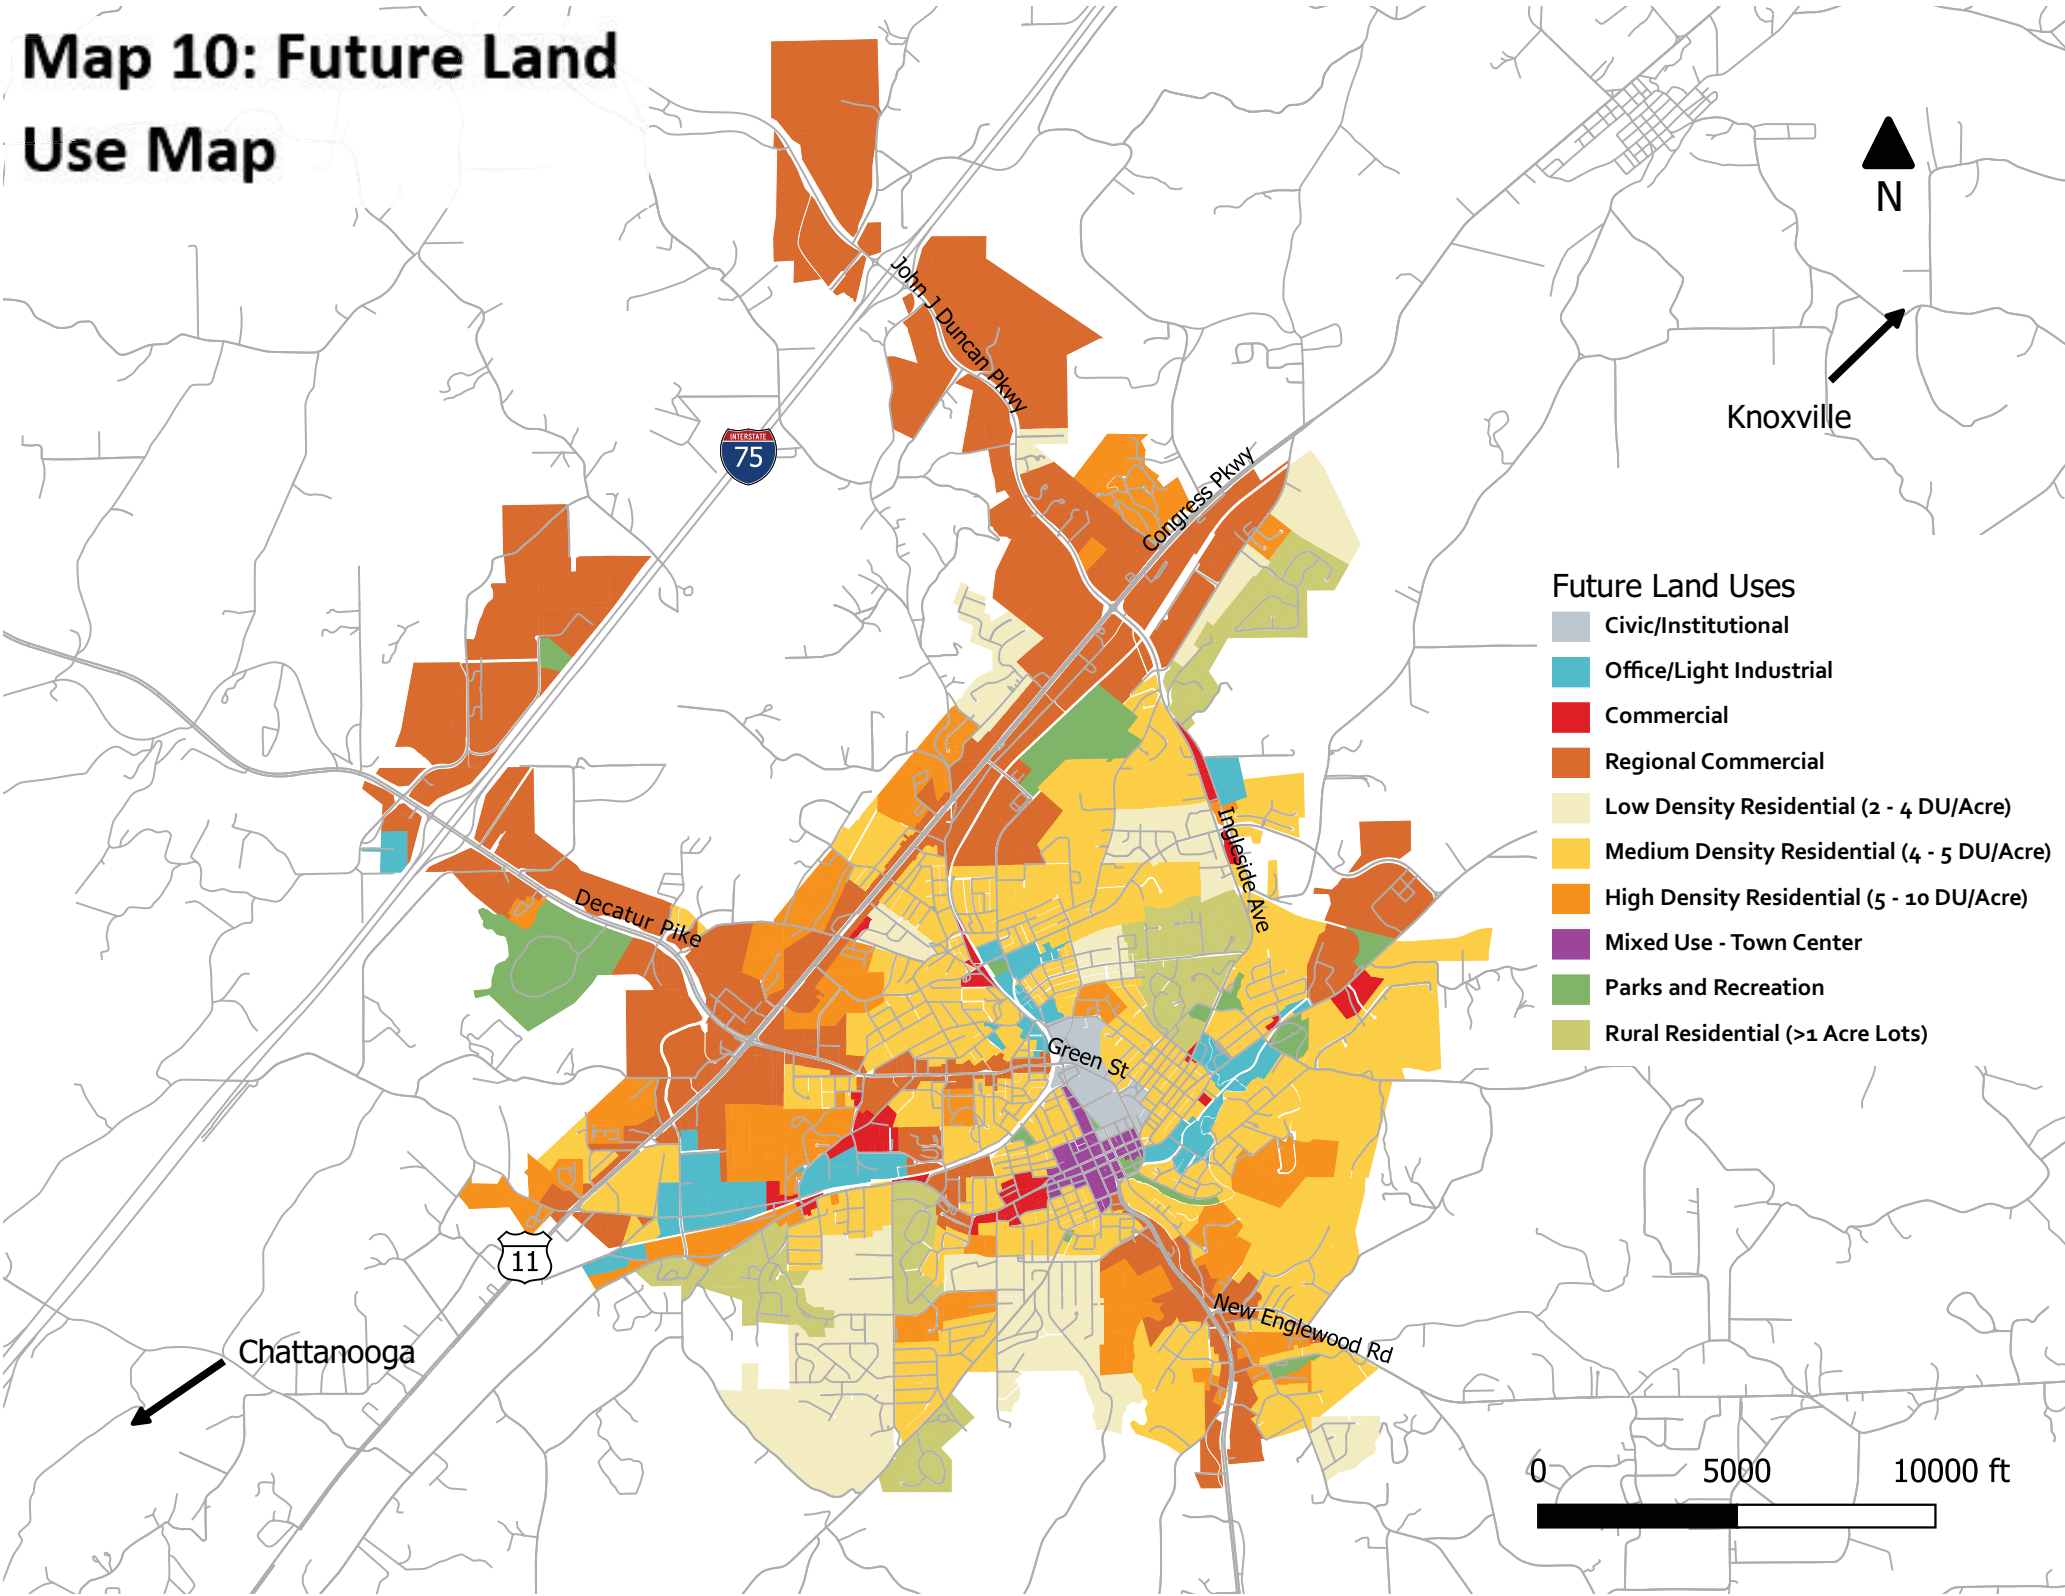 Map 10: Future Land
Use Map
N
John J Duncan Pkwy
Knoxville
INTERSTATE
75
Congress Pkwy
Future Land Uses
Civic/Institutional
Office/Light Industrial
Commercial
Regional Commercial
Low Density Residential (2 - 4 DU/Acre)
Medium Density Residential (4 - 5 DU/Acre)
High Density Residential (5 - 10 DU/Acre)
Mixed Use - Town Center
Parks and Recreation
Rural Residential (>1 Acre Lots)
Ingleside Ave
Decatur Pike
Green St
11
New Englewood Rd
Chattanooga
0 5000 10000 ft